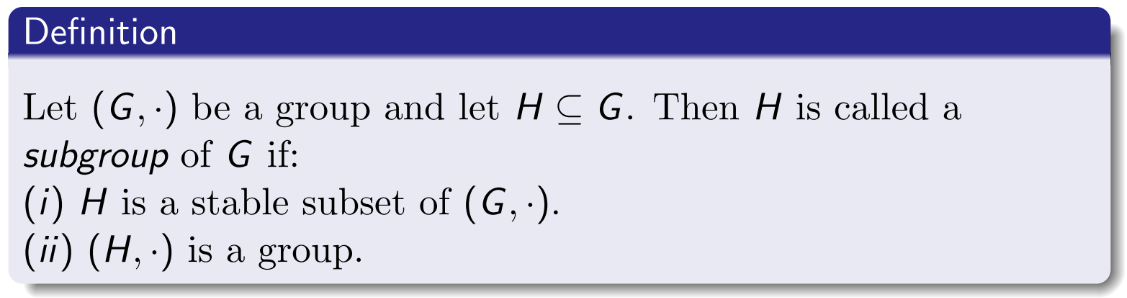 Definition
Let (G, ·) be a group and let H ⊆ G. Then H is called a
subgroup of G if:
(i) H is a stable subset of (G, ·).
(ii) (H, ·) is a group.